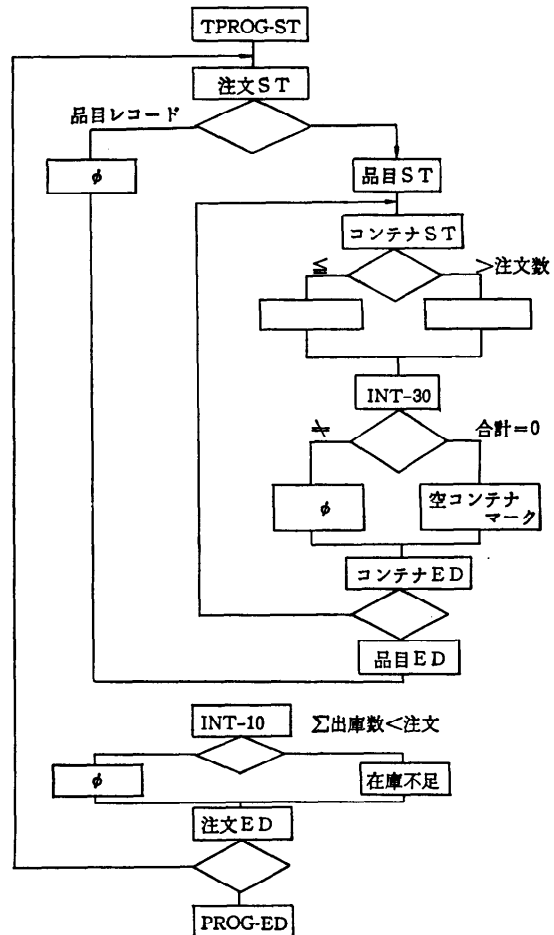 TPROG-ST
注文ST
品目レコード
φ
品目ST
コンテナST
≦
>注文数
INT-30
≠
合計=0
φ
空コンテナ
マーク
コンテナED
品目ED
INT-10
Σ出庫数<注文
φ
在庫不足
注文ED
PROG-ED